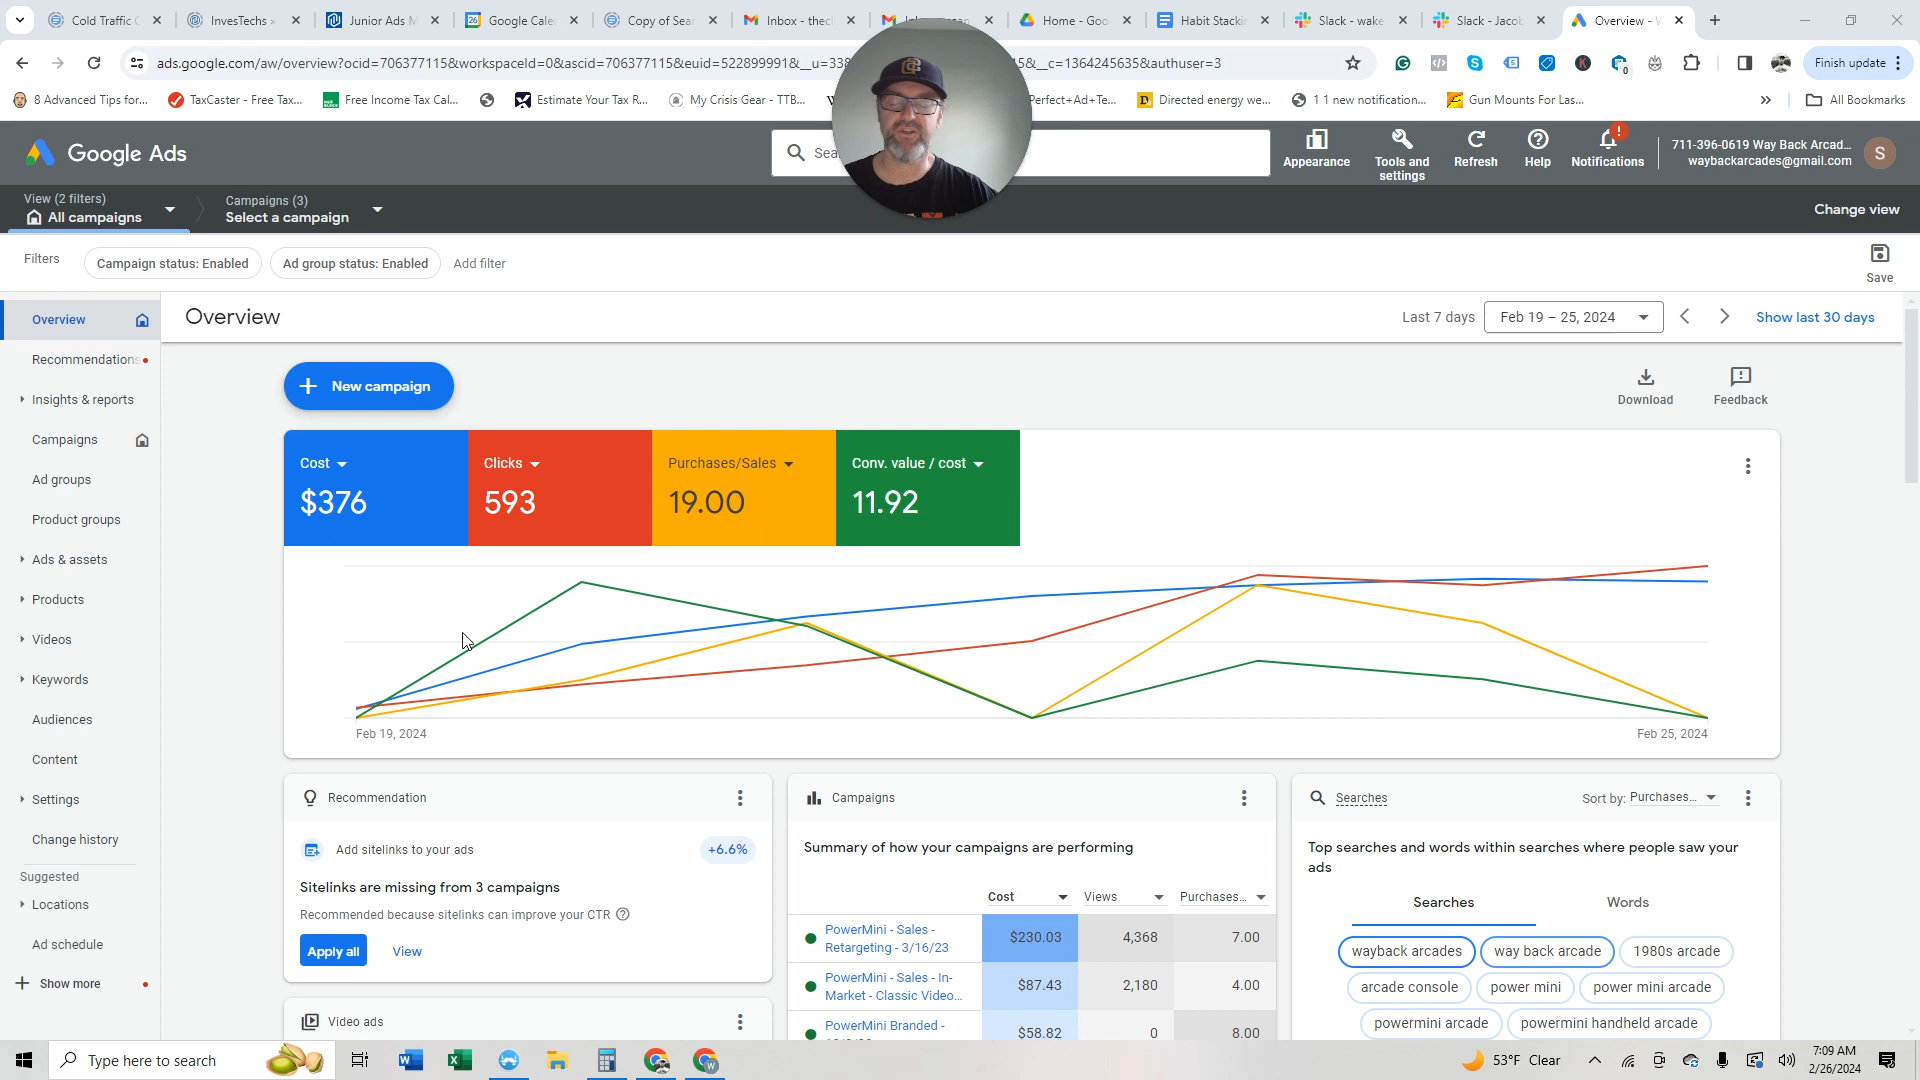 Cold Traffic
InvesTechs »
Junior Ads M
Google Cale
Copy of Sear
Inbox - thecl
Home - Goo
Habit Stackin
Slack - wake
Slack - Jacob
Overview - W
ads.google.com/aw/overview?ocid=706377115&workspaceId=0&ascid=706377115&euid=522899991&__u=338
5&__c=1364245635&authuser=3
Finish update
8 Advanced Tips for...
TaxCaster - Free Tax...
Free Income Tax Cal...
Estimate Your Tax R...
My Crisis Gear - TTB...
Perfect+Ad+Te...
Directed energy we...
1 1 new notification...
Gun Mounts For Las...
»
All Bookmarks
Google Ads
Sea
Appearance
Tools and
settings
Refresh
Help
Notifications
711-396-0619 Way Back Arcad...
waybackarcades@gmail.com
S
View (2 filters)
All campaigns
Campaigns (3)
Select a campaign
Change view
Filters
Campaign status: Enabled
Ad group status: Enabled
Add filter
Save
Overview
Recommendations
Insights & reports
Campaigns
Ad groups
Product groups
Ads & assets
Products
Videos
Keywords
Audiences
Content
Settings
Change history
Suggested
Locations
Ad schedule
Show more
Overview
Last 7 days
Feb 19 – 25, 2024
Show last 30 days
New campaign
Download
Feedback
Cost
$376
Clicks
593
Purchases/Sales
19.00
Conv. value / cost
11.92
Feb 19, 2024
Feb 25, 2024
Recommendation
Add sitelinks to your ads
+6.6%
Sitelinks are missing from 3 campaigns
Recommended because sitelinks can improve your CTR
Apply all
View
Video ads
Campaigns
Summary of how your campaigns are performing
Cost
Views
Purchases...
PowerMini - Sales -
Retargeting - 3/16/23
$230.03
4,368
7.00
PowerMini - Sales - In-
Market - Classic Video...
$87.43
2,180
4.00
PowerMini Branded -
$58.82
0
8.00
Searches
Sort by: Purchases...
Top searches and words within searches where people saw your
ads
Searches
Words
wayback arcades
way back arcade
1980s arcade
arcade console
power mini
power mini arcade
powermini arcade
powermini handheld arcade
Type here to search
53°F Clear
7:09 AM
2/26/2024